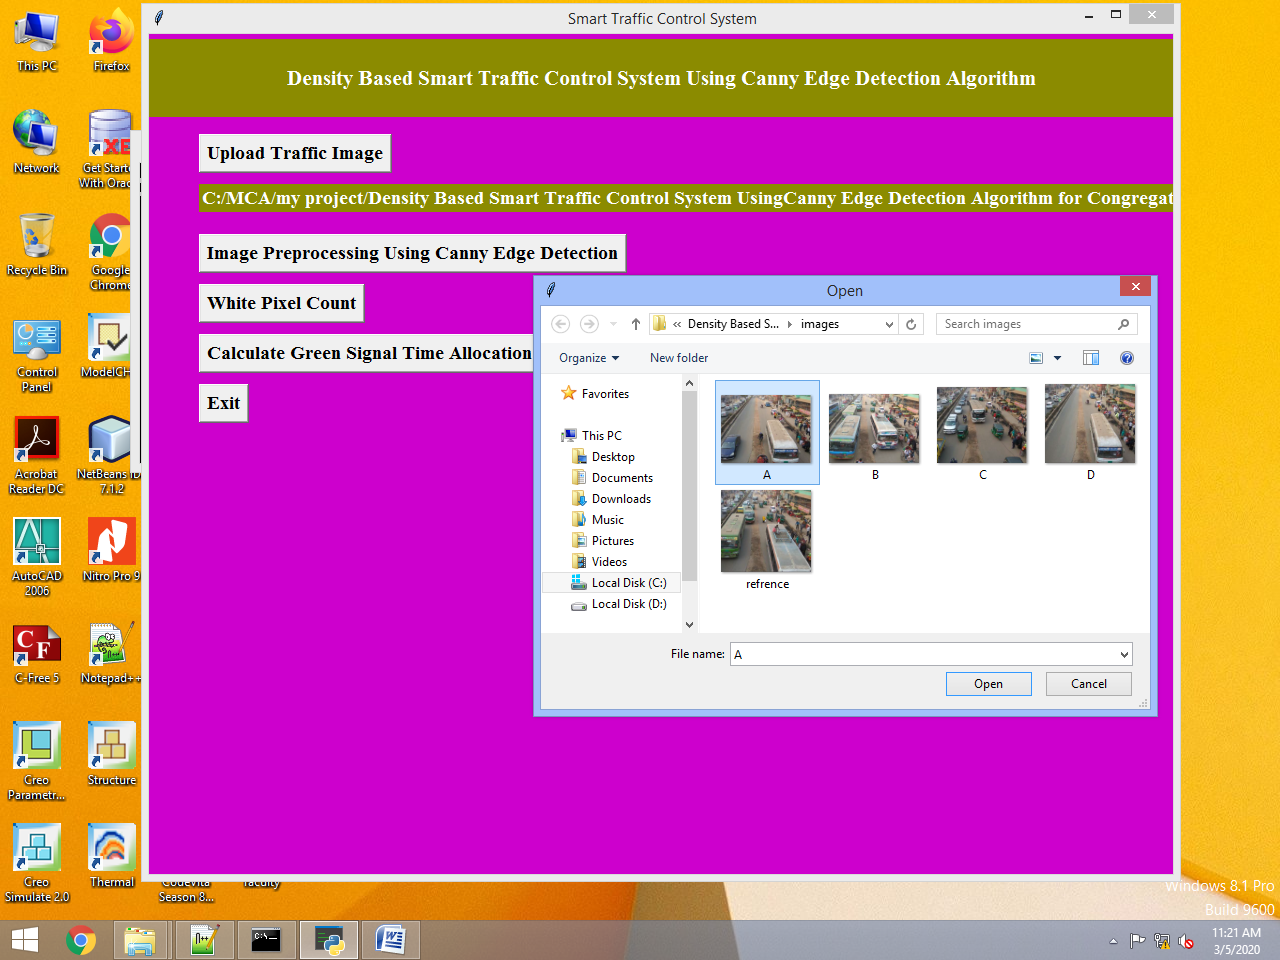 Smart Traffic Control System
Density Based Smart Traffic Control System Using Canny Edge Detection Algorithm
Upload Traffic Image
C:/MCA/my project/Density Based Smart Traffic Control System UsingCanny Edge Detection Algorithm for Congregat
Image Preprocessing Using Canny Edge Detection
White Pixel Count
Calculate Green Signal Time Allocation
Exit
Open
« Density Based S... images
Search images
Organize
New folder
Favorites
This PC
Desktop
Documents
Downloads
Music
Pictures
Videos
Local Disk (C:)
Local Disk (D:)
A
B
C
D
refrence
File name: A
Open
Cancel
This PC
Firefox
Network
Get Starte
With Orac
Recycle Bin
Google
Chrome
Control
Panel
ModelCH
Acrobat
Reader DC
NetBeans ID
7.1.2
AutoCAD
2006
Nitro Pro 9
C-Free 5
Notepad++
Creo
Parametr...
Structure
Creo
Simulate 2.0
Thermal
CodeVita
Season 8...
faculty
Windows 8.1 Pro
Build 9600
11:21 AM
3/5/2020